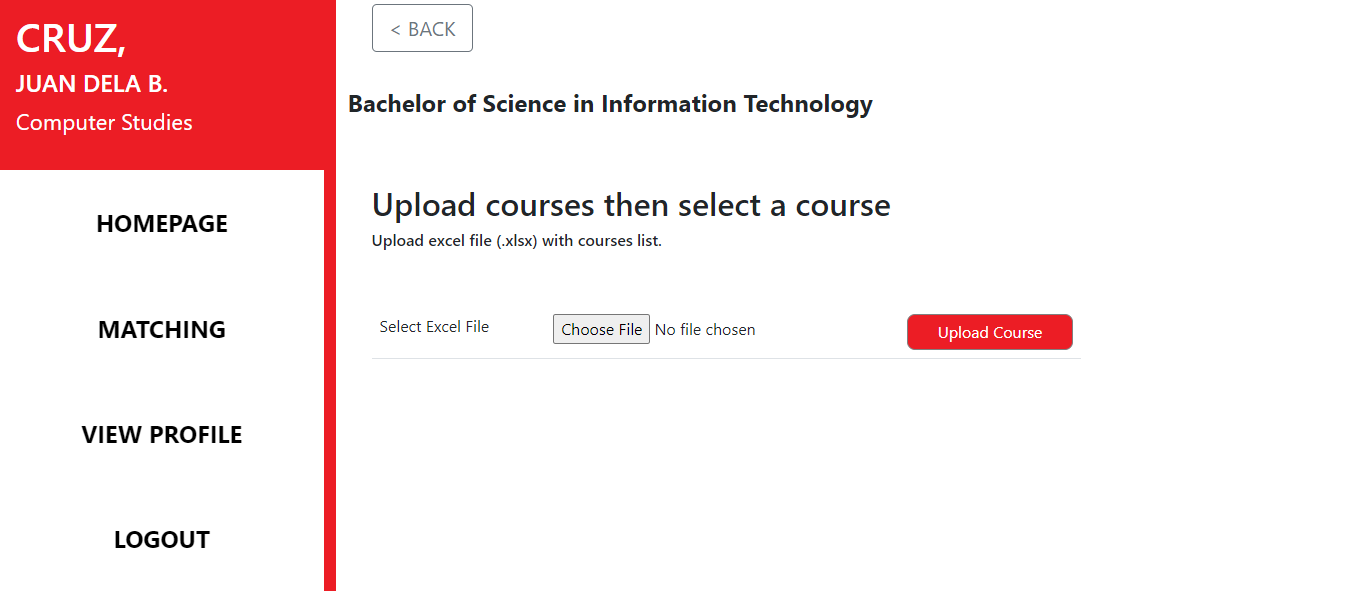 CRUZ,
JUAN DELA B.
Computer Studies
HOMEPAGE
MATCHING
VIEW PROFILE
LOGOUT
< BACK
Bachelor of Science in Information Technology
Upload courses then select a course
Upload excel file (.xlsx) with courses list.
Select Excel File Choose File No file chosen Upload Course